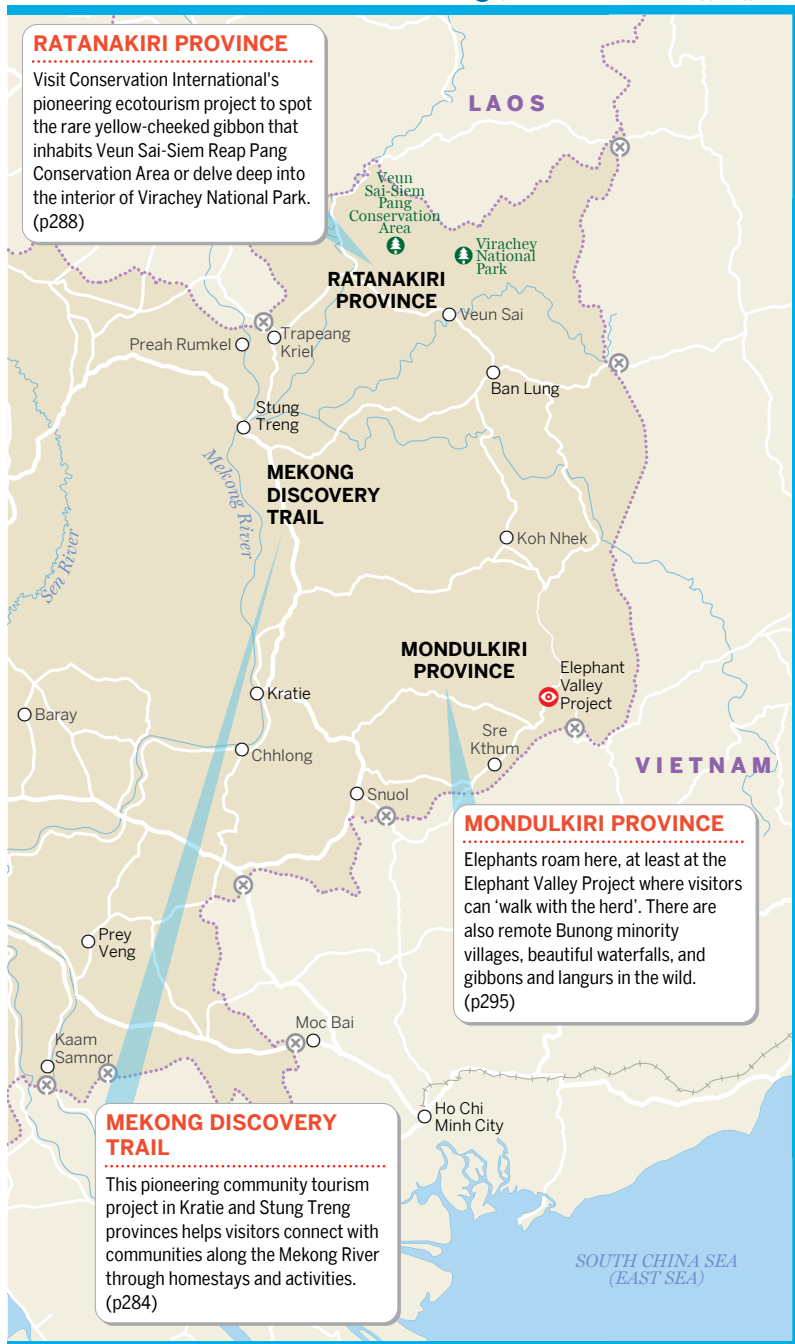 RATANAKIRI PROVINCE
Visit Conservation International's
pioneering ecotourism project to spot
the rare yellow-cheeked gibbon that
inhabits Veun Sai-Siem Reap Pang
Conservation Area or delve deep into
the interior of Virachey National Park.
(p288)
LAOS
Veun
Sai-Siem
Pang
Conservation
Area
Virachey
National
Park
RATANAKIRI
PROVINCE
Veun Sai
Trapeang
Kriel
Preah Rumkel
Ban Lung
Stung
Treng
Mekong River
MEKONG
DISCOVERY
TRAIL
Sen River
Koh Nhek
MONDULKIRI
PROVINCE
Elephant
Valley
Project
Kratie
Baray
Sre
Kthum
Chhlong
VIETNAM
Snuol
MONDULKIRI PROVINCE
Elephants roam here, at least at the
Elephant Valley Project where visitors
can ‘walk with the herd’. There are
also remote Bunong minority
villages, beautiful waterfalls, and
gibbons and langurs in the wild.
(p295)
Prey
Veng
Moc Bai
Kaam
Samnor
Ho Chi
Minh City
MEKONG DISCOVERY
TRAIL
This pioneering community tourism
project in Kratie and Stung Treng
provinces helps visitors connect with
communities along the Mekong River
through homestays and activities.
(p284)
SOUTH CHINA SEA
(EAST SEA)